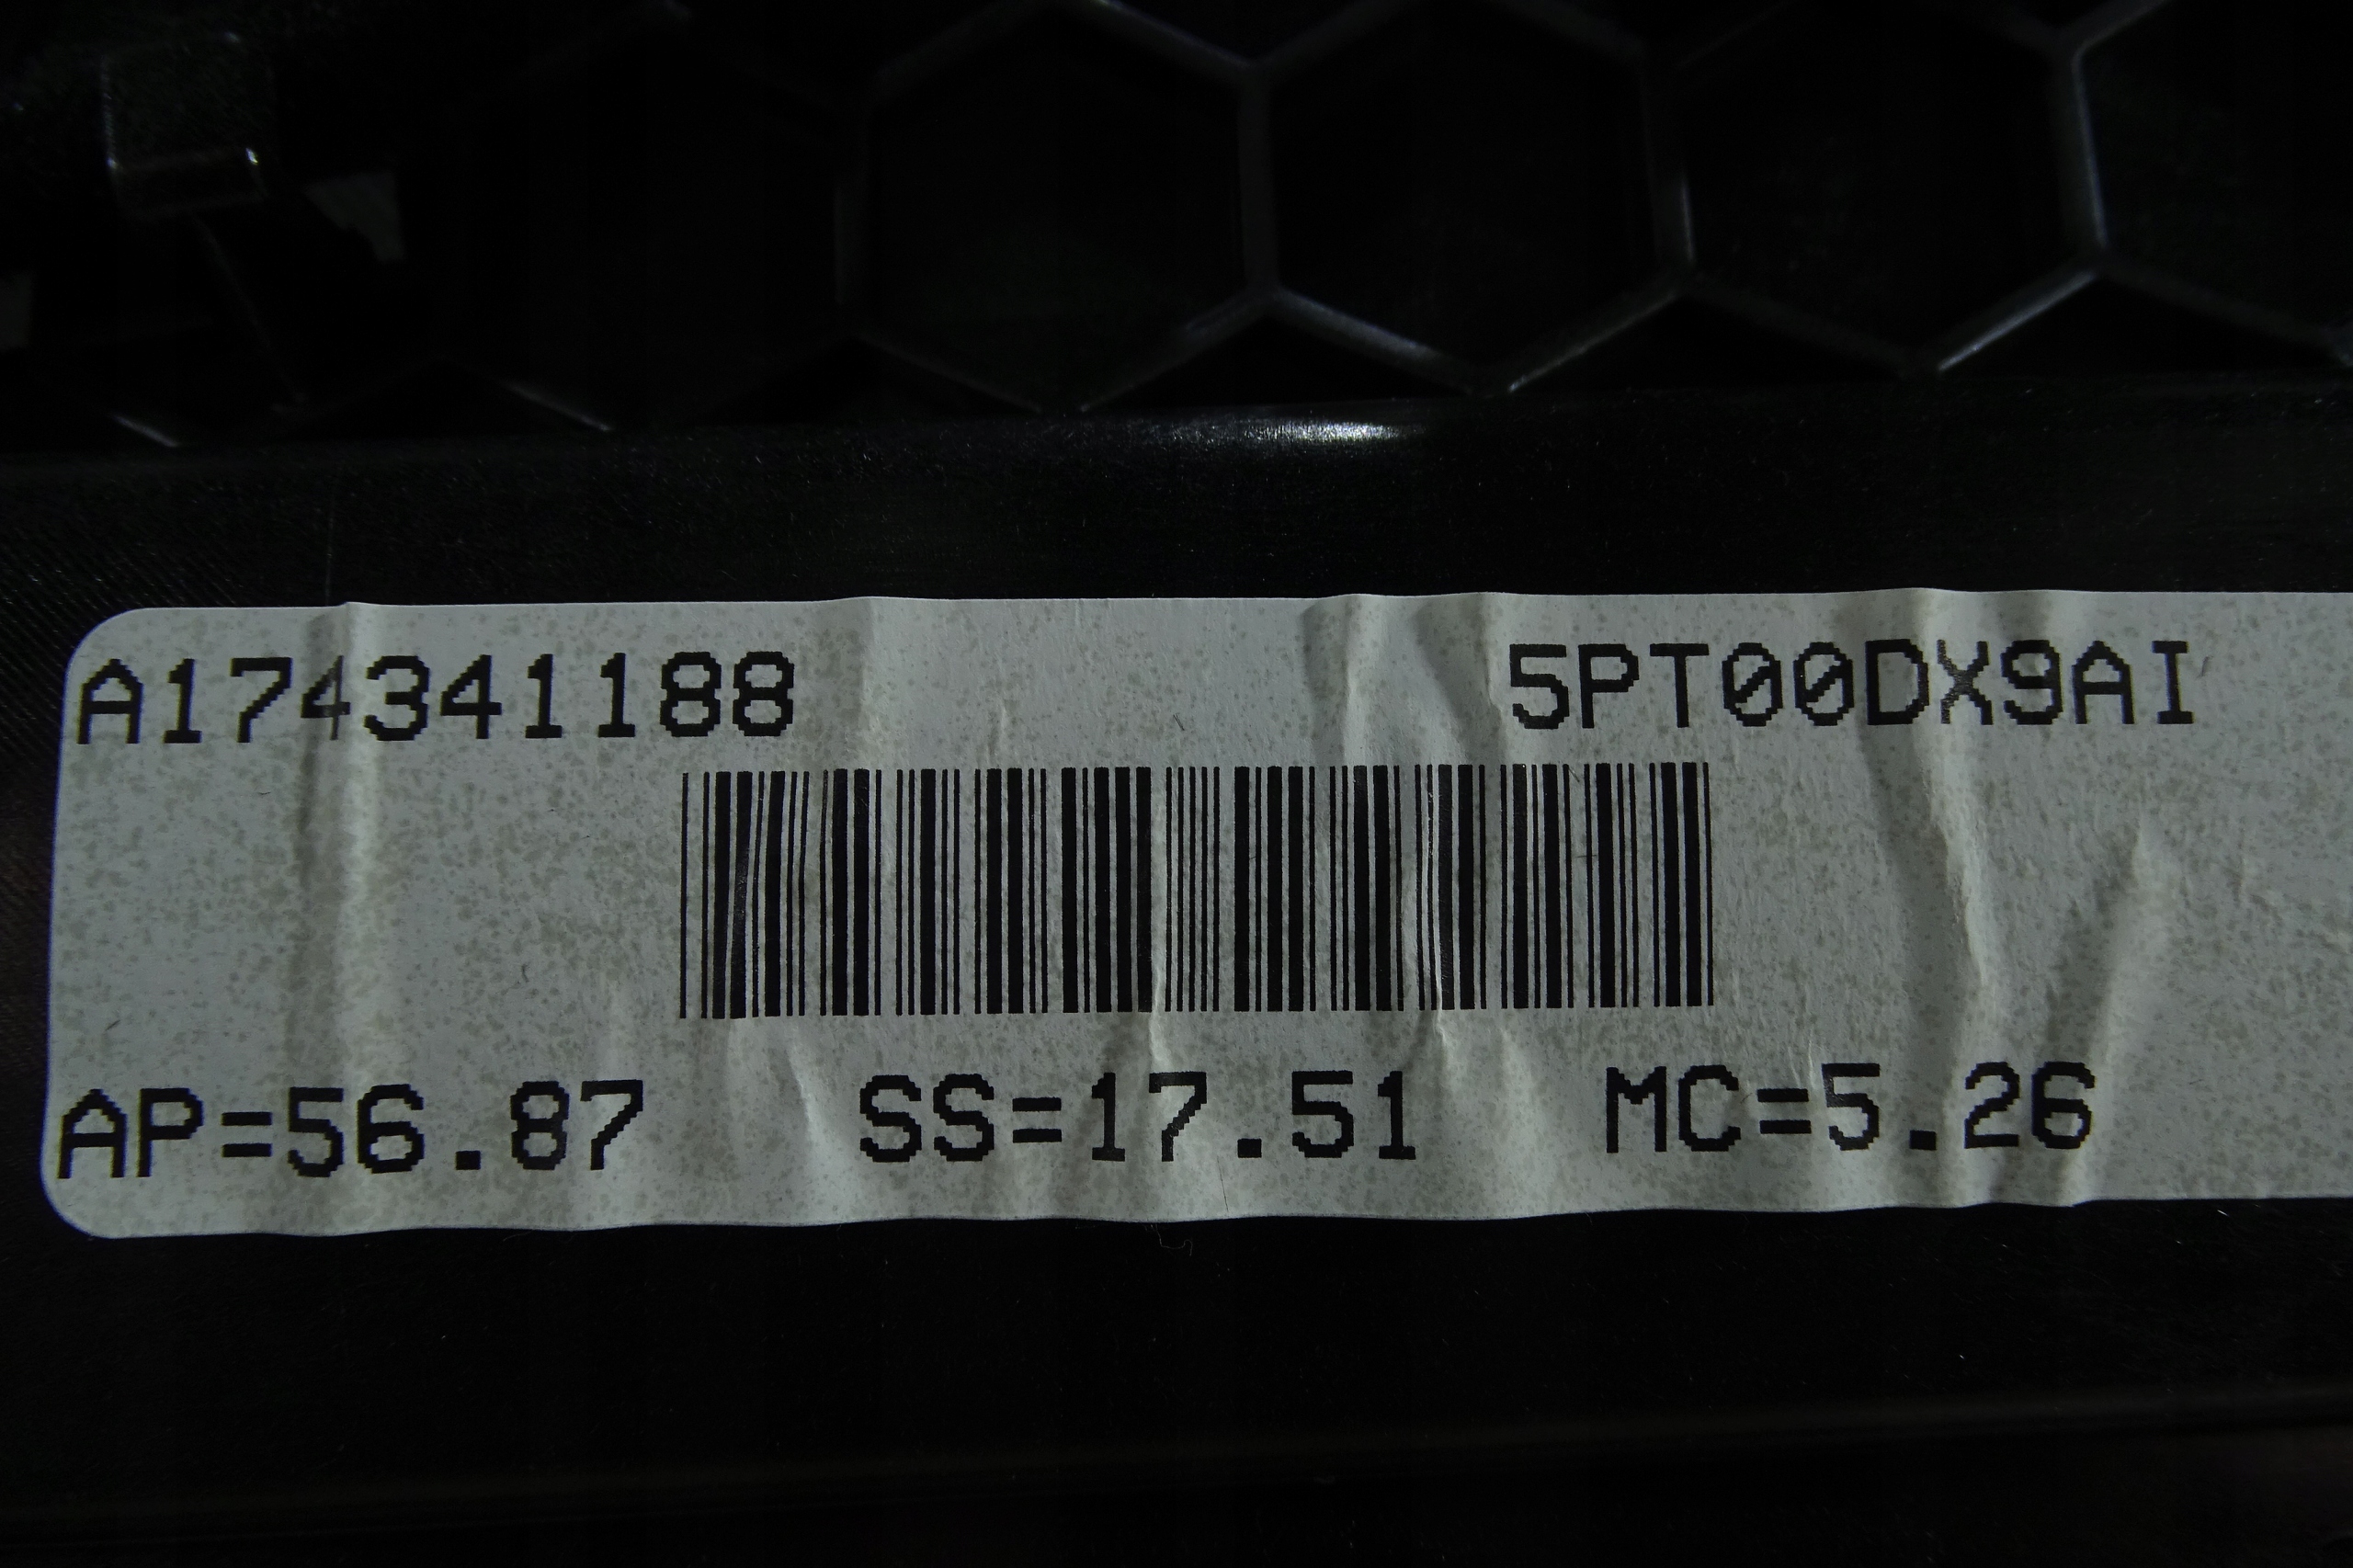 A174341188 5PT00DX9AI
AP=56.87 SS=17.51 MC=5.26